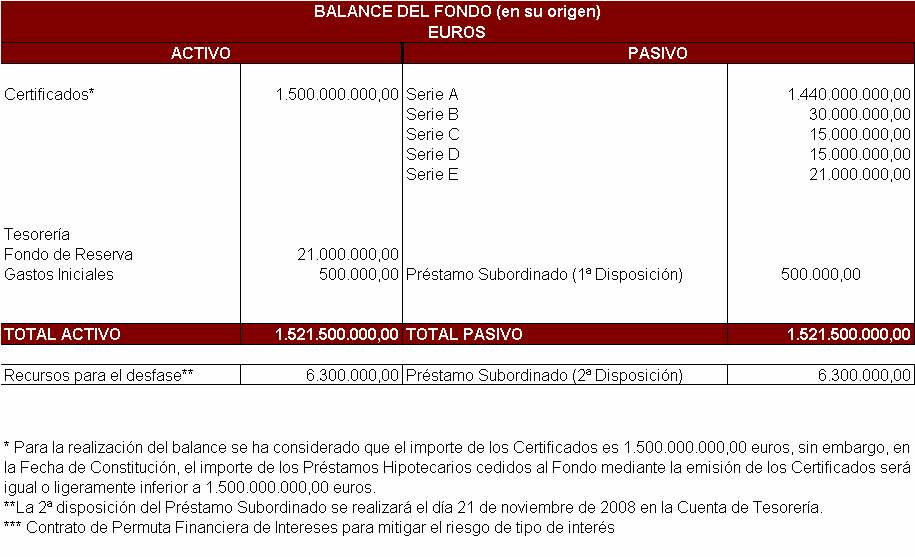 BALANCE DEL FONDO (en su origen)
EUROS
ACTIVO PASIVO
Certificados* 1.500.000.000,00 Serie A 1.440.000.000,00
Serie B 30.000.000,00
Serie C 15.000.000,00
Serie D 15.000.000,00
Serie E 21.000.000,00
Tesorería
Fondo de Reserva 21.000.000,00
Gastos Iniciales 500.000,00 Préstamo Subordinado (1ª Disposición) 500.000,00
TOTAL ACTIVO 1.521.500.000,00 TOTAL PASIVO 1.521.500.000,00
Recursos para el desfase** 6.300.000,00 Préstamo Subordinado (2ª Disposición) 6.300.000,00
* Para la realización del balance se ha considerado que el importe de los Certificados es 1.500.000.000,00 euros, sin embargo, en
la Fecha de Constitución, el importe de los Préstamos Hipotecarios cedidos al Fondo mediante la emisión de los Certificados será
igual o ligeramente inferior a 1.500.000.000,00 euros.
**La 2ª disposición del Préstamo Subordinado se realizará el día 21 de noviembre de 2008 en la Cuenta de Tesorería.
*** Contrato de Permuta Financiera de Intereses para mitigar el riesgo de tipo de interés